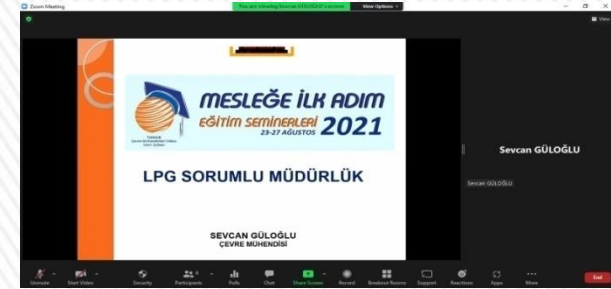 Zoom Meeting
You are viewing Sevcan GÜLOĞLU's screen
View Options
View
MESLEĞE İLK ADIM
EĞİTİM SEMİNERLERİ 2021
23-27 AĞUSTOS
LPG SORUMLU MÜDÜRLÜK
SEVCAN GÜLOĞLU
ÇEVRE MÜHENDİSİ
Sevcan GÜLOĞLU
Sevcan GÜLOĞLU
Unmute
Start Video
Security
Participants
Polls
Chat
Share Screen
Record
Breakout Rooms
Support
Reactions
Apps
More
End